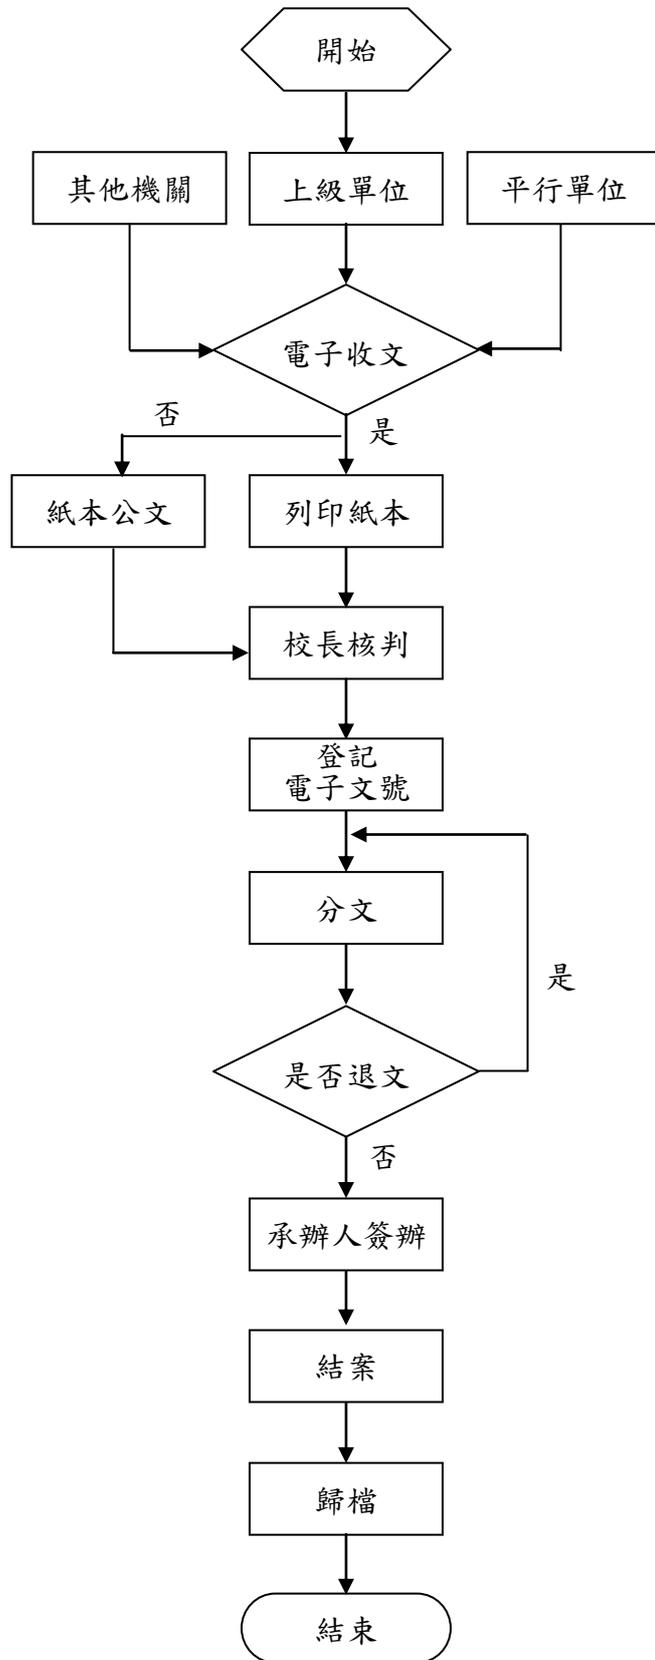 開始
其他機關
上級單位
平行單位
電子收文
否
是
紙本公文
列印紙本
校長核判
登記
電子文號
分文
是
是否退文
否
承辦人簽辦
結案
歸檔
結束